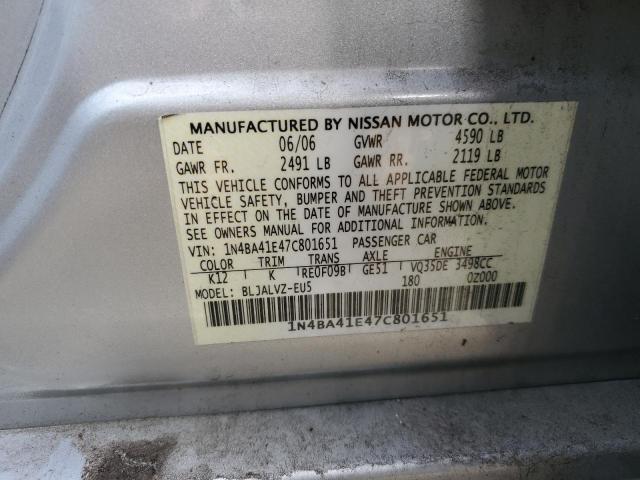 MANUFACTURED BY NISSAN MOTOR CO., LTD.
DATE 06/06 GVWR 4590 LB
GAWR FR. 2491 LB GAWR RR. 2119 LB
THIS VEHICLE CONFORMS TO ALL APPLICABLE FEDERAL MOTOR
VEHICLE SAFETY, BUMPER AND THEFT PREVENTION STANDARDS
IN EFFECT ON THE DATE OF MANUFACTURE SHOWN ABOVE.
SEE OWNERS MANUAL FOR ADDITIONAL INFORMATION.
VIN: 1N4BA41E47C801651 PASSENGER CAR
COLOR TRIM TRANS AXLE ENGINE
K12 K RE0F09B GE51 VQ35DE 3498CC
MODEL: BLJALVZ-EU5 180 0Z000
1N4BA41E47C801651